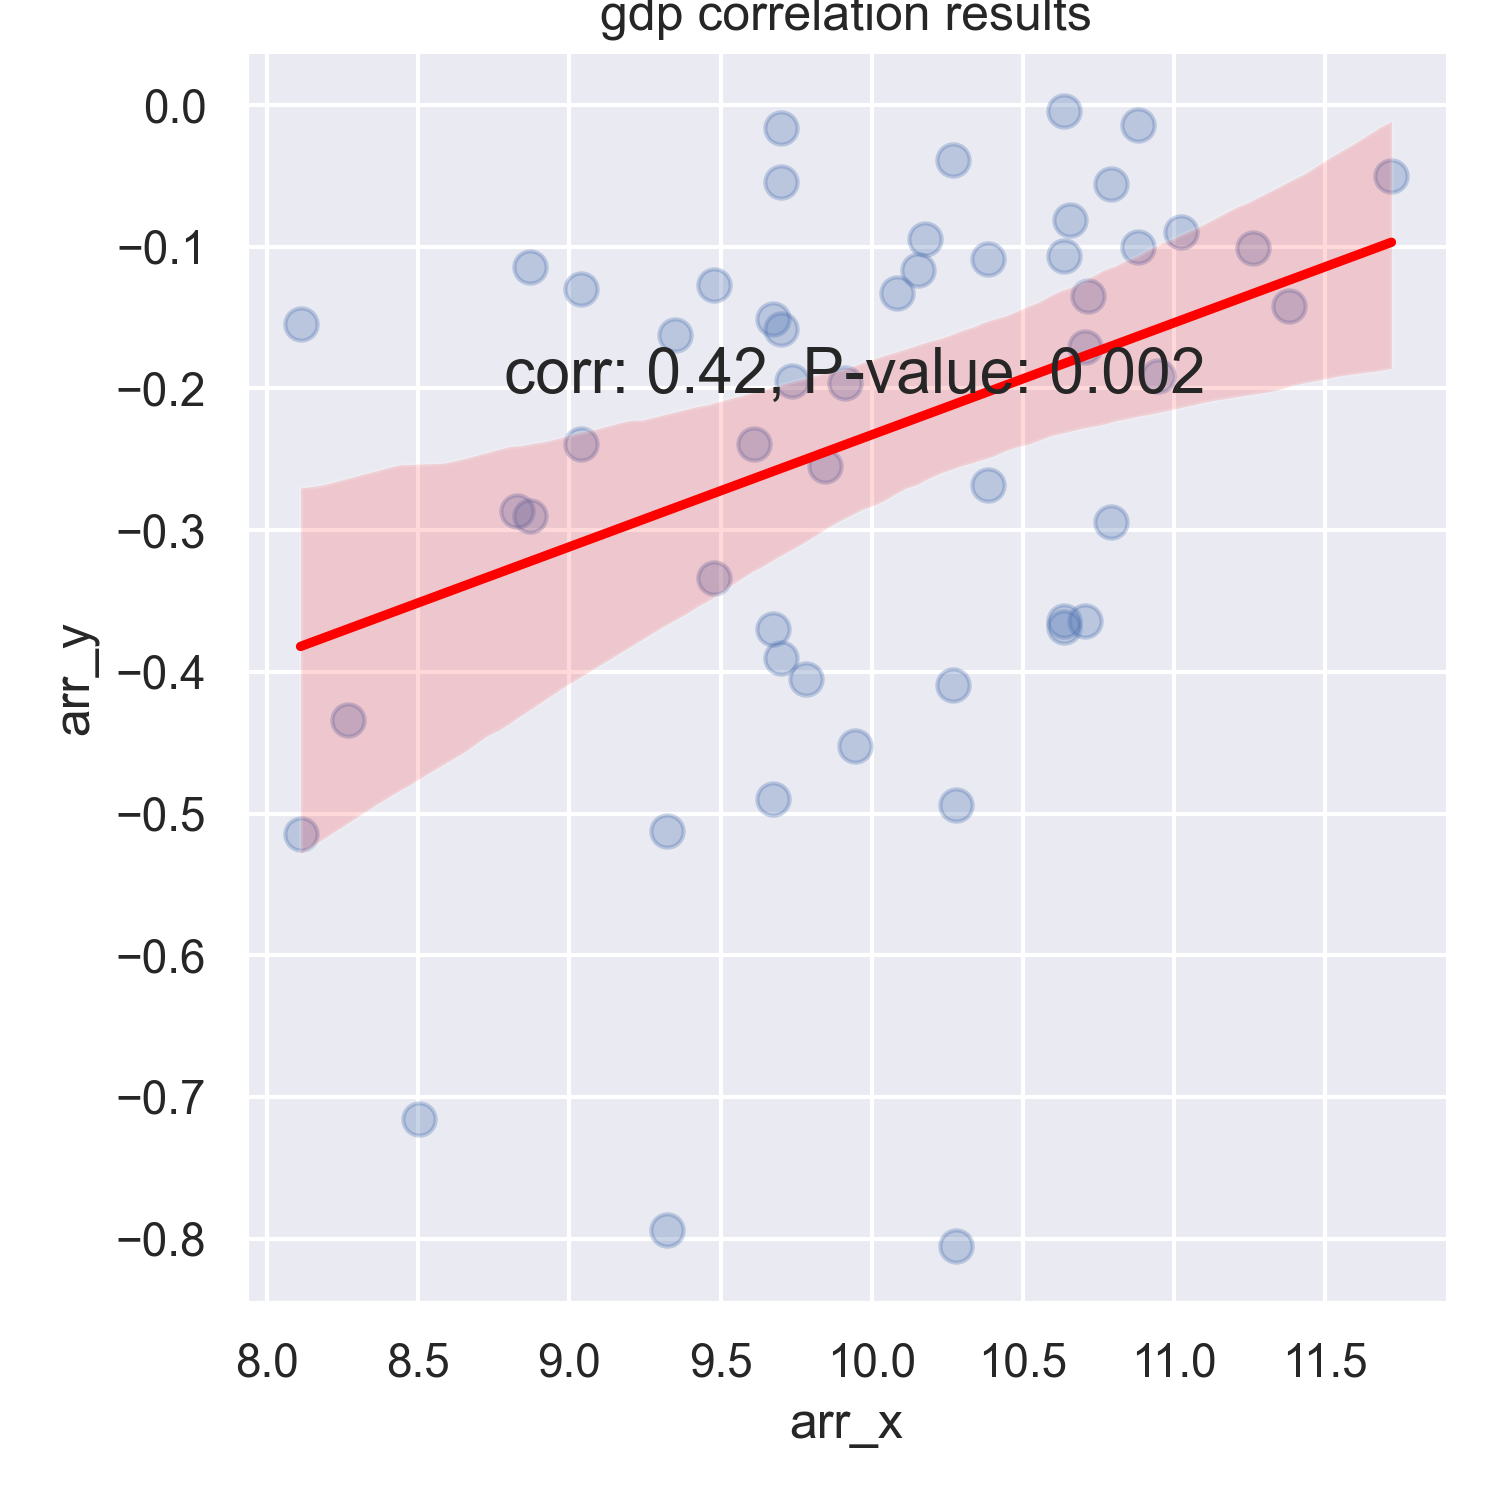 gdp correlation results
0.0
−0.1
−0.2
−0.3
−0.4
−0.5
−0.6
−0.7
−0.8
arr_y
corr: 0.42, P-value: 0.002
8.0 8.5 9.0 9.5 10.0 10.5 11.0 11.5
arr_x